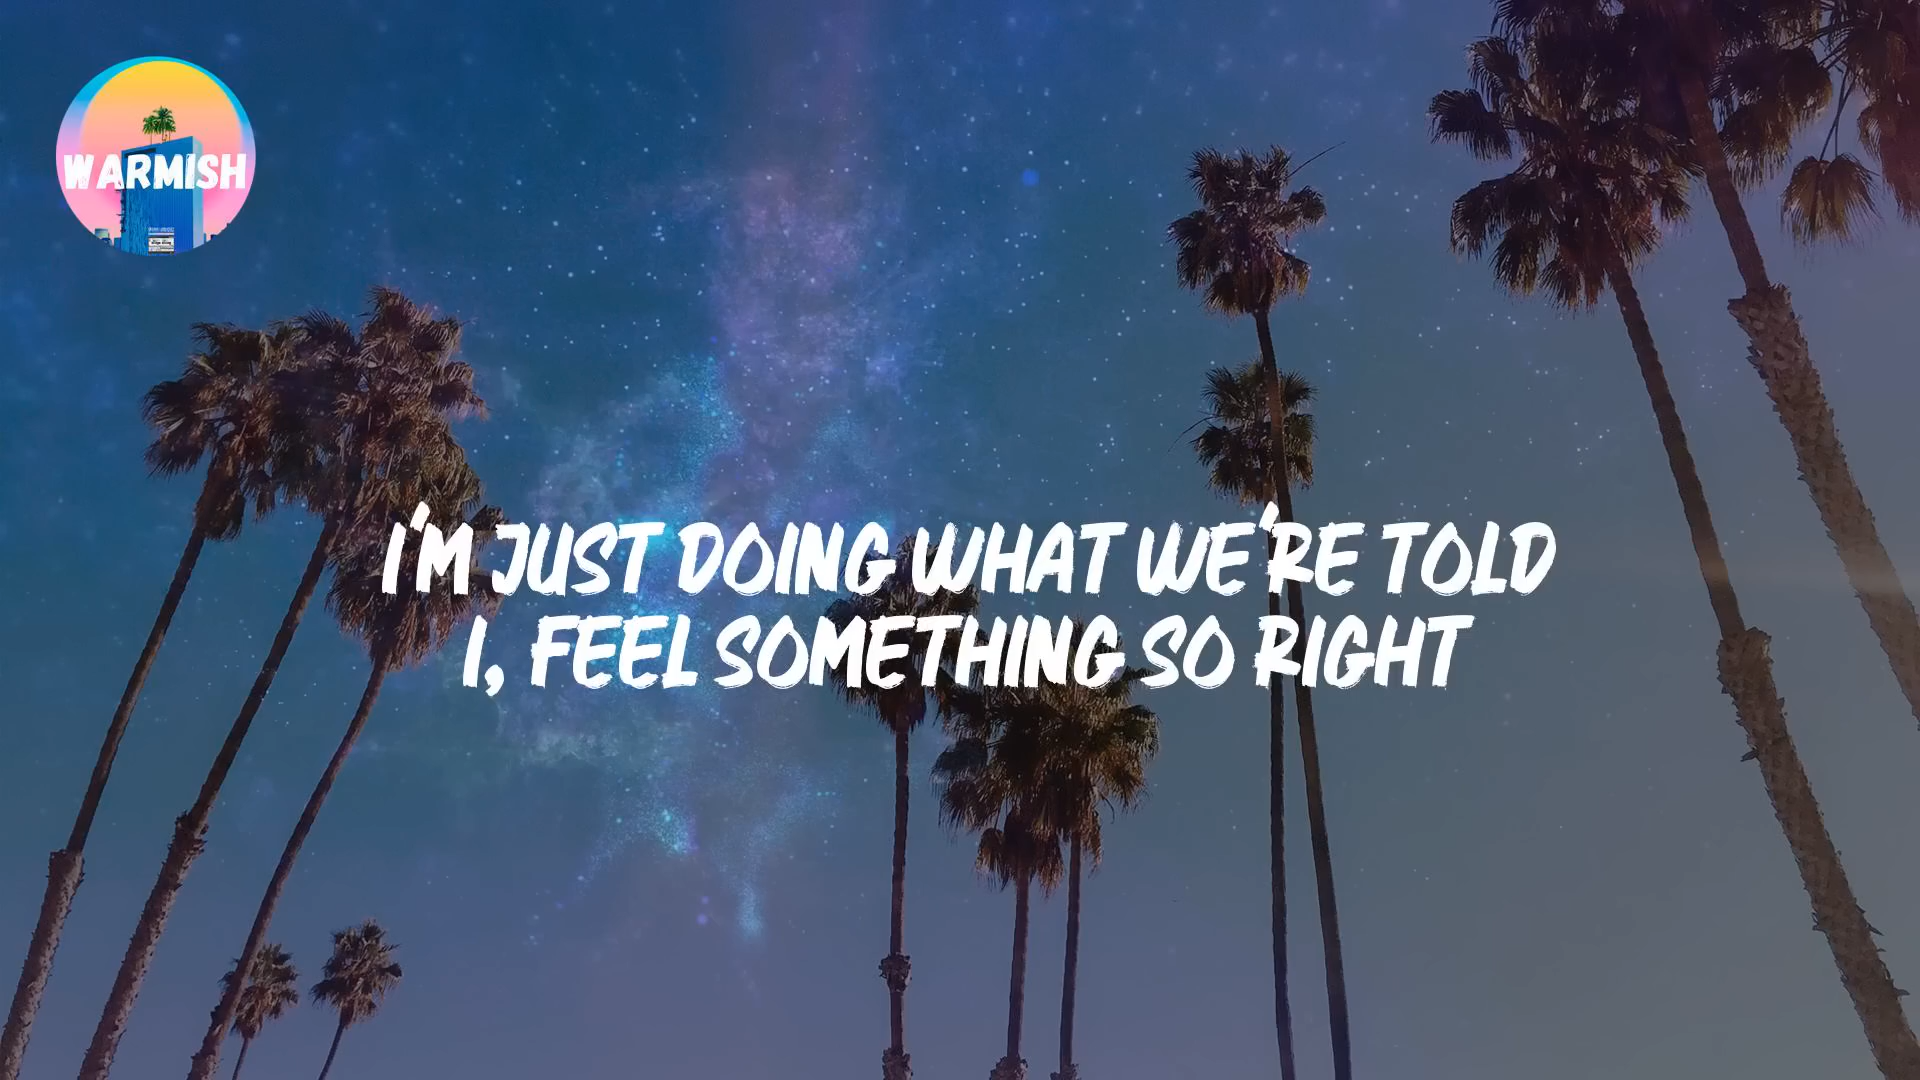 WARMISH
I'M JUST DOING WHAT WE'RE TOLD
I, FEEL SOMETHING SO RIGHT